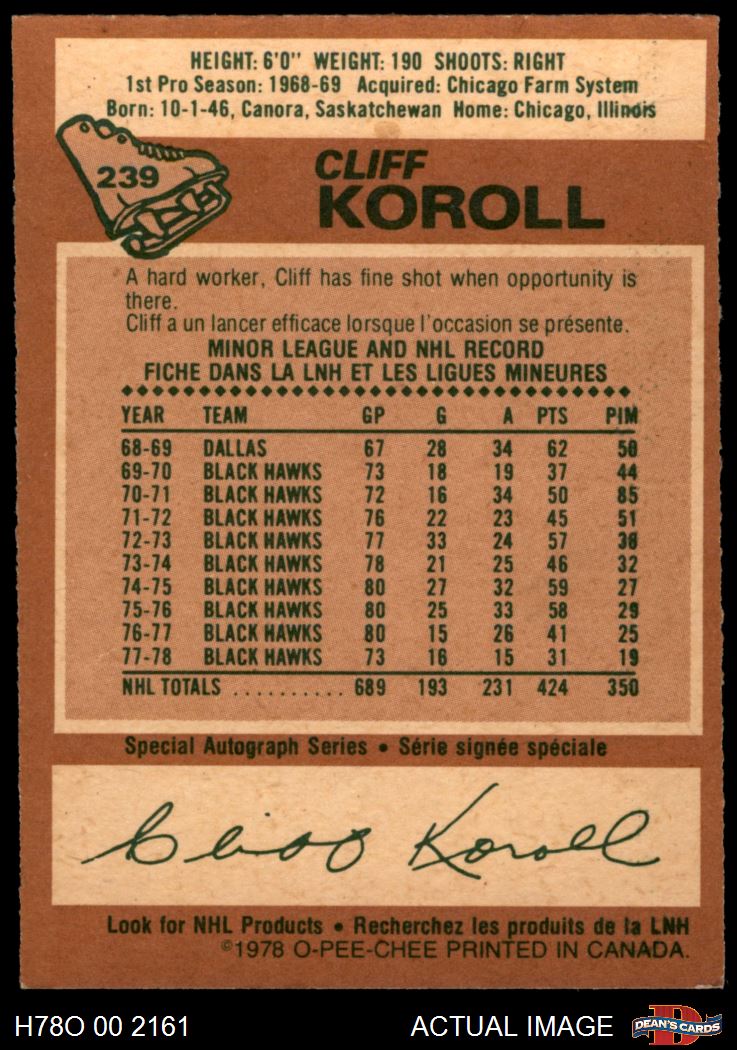 HEIGHT: 6'0" WEIGHT: 190 SHOOTS: RIGHT
1st Pro Season: 1968-69 Acquired: Chicago Farm System
Born: 10-1-46, Canora, Saskatchewan Home: Chicago, Illinois
239
CLIFF
KOROLL
A hard worker, Cliff has fine shot when opportunity is
there.
Cliff a un lancer efficace lorsque l'occasion se présente.
MINOR LEAGUE AND NHL RECORD
FICHE DANS LA LNH ET LES LIGUES MINEURES
YEAR TEAM GP G A PTS PIM
68-69 DALLAS 67 28 34 62 50
69-70 BLACK HAWKS 73 18 19 37 44
70-71 BLACK HAWKS 72 16 34 50 85
71-72 BLACK HAWKS 76 22 23 45 51
72-73 BLACK HAWKS 77 33 24 57 38
73-74 BLACK HAWKS 78 21 25 46 32
74-75 BLACK HAWKS 80 27 32 59 27
75-76 BLACK HAWKS 80 25 33 58 29
76-77 BLACK HAWKS 80 15 26 41 25
77-78 BLACK HAWKS 73 16 15 31 19
NHL TOTALS .......... 689 193 231 424 350
Special Autograph Series • Série signée spéciale
Cliff Koroll
Look for NHL Products • Recherchez les produits de la LNH
©1978 O-PEE-CHEE PRINTED IN CANADA.
H78O 00 2161 ACTUAL IMAGE DEAN'S CARDS